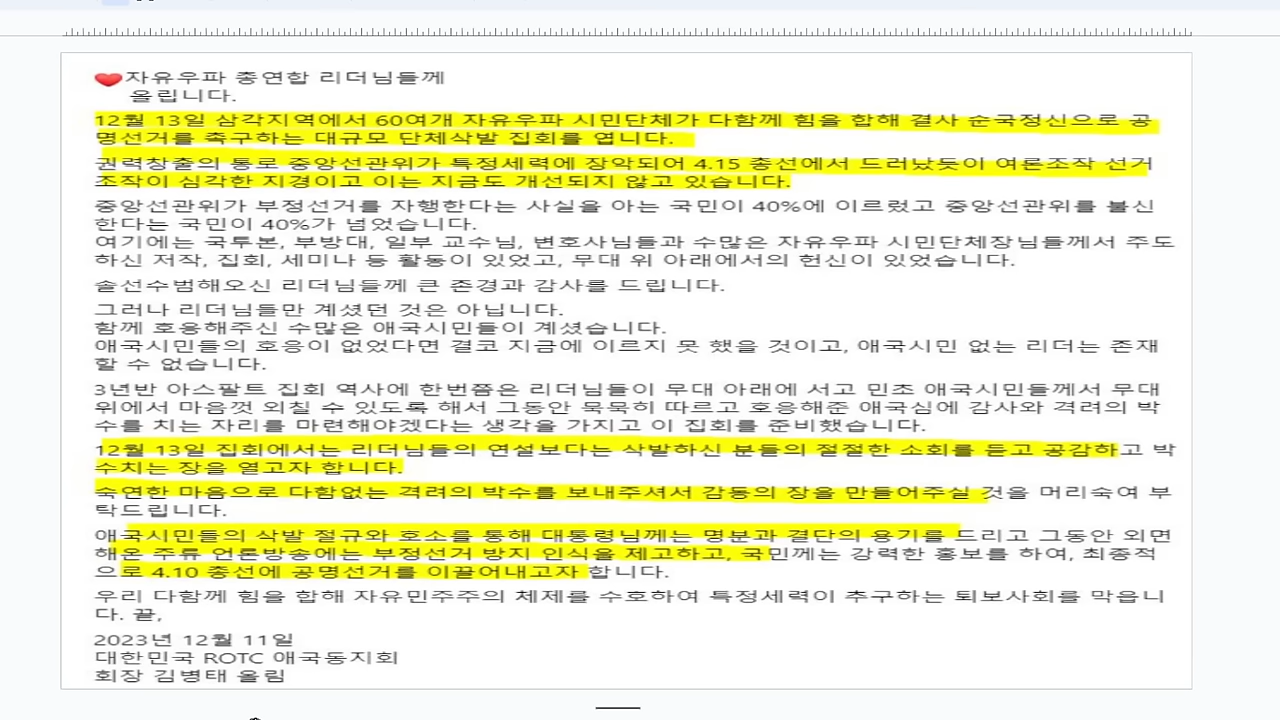 ❤️자유우파 총연합 리더님들께
올립니다.
12월 13일 삼각지역에서 60여개 자유우파 시민단체가 다함께 힘을 합해 결사 순국정신으로 공
명선거를 촉구하는 대규모 단체삭발 집회를 엽니다.
권력창출의 통로 중앙선관위가 특정세력에 장악되어 4.15 총선에서 드러났듯이 여론조작 선거
조작이 심각한 지경이고 이는 지금도 개선되지 않고 있습니다.
중앙선관위가 부정선거를 자행한다는 사실을 아는 국민이 40%에 이르렀고 중앙선관위를 불신
한다는 국민이 40%가 넘었습니다.
여기에는 국투본, 부방대, 일부 교수님, 변호사님들과 수많은 자유우파 시민단체장님들께서 주도
하신 저작, 집회, 세미나 등 활동이 있었고, 무대 위 아래에서의 헌신이 있었습니다.
솔선수범해오신 리더님들께 큰 존경과 감사를 드립니다.
그러나 리더님들만 계셨던 것은 아닙니다.
함께 호응해주신 수많은 애국시민들이 계셨습니다.
애국시민들의 호응이 없었다면 결코 지금에 이르지 못 했을 것이고, 애국시민 없는 리더는 존재
할 수 없습니다.
3년반 아스팔트 집회 역사에 한번쯤은 리더님들이 무대 아래에 서고 민초 애국시민들께서 무대
위에서 마음껏 외칠 수 있도록 해서 그동안 묵묵히 따르고 호응해준 애국심에 감사와 격려의 박
수를 치는 자리를 마련해야겠다는 생각을 가지고 이 집회를 준비했습니다.
12월 13일 집회에서는 리더님들의 연설보다는 삭발하신 분들의 절절한 소회를 듣고 공감하고 박
수치는 장을 열고자 합니다.
숙연한 마음으로 다함없는 격려의 박수를 보내주셔서 감동의 장을 만들어주실 것을 머리숙여 부
탁드립니다.
애국시민들의 삭발 절규와 호소를 통해 대통령님께는 명분과 결단의 용기를 드리고 그동안 외면
해온 주류 언론방송에는 부정선거 방지 인식을 제고하고, 국민께는 강력한 홍보를 하여, 최종적
으로 4.10 총선에 공명선거를 이끌어내고자 합니다.
우리 다함께 힘을 합해 자유민주주의 체제를 수호하여 특정세력이 추구하는 퇴보사회를 막읍니
다. 끝,
2023년 12월 11일
대한민국 ROTC 애국동지회
회장 김병태 올림